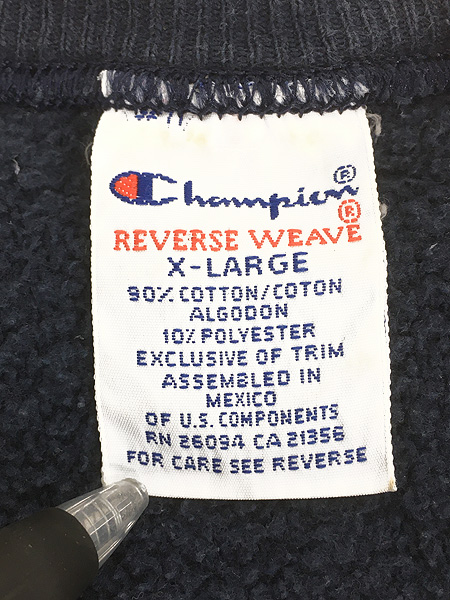 Champion®
REVERSE WEAVE®
X-LARGE
90% COTTON/COTON
ALGODON
10% POLYESTER
EXCLUSIVE OF TRIM
ASSEMBLED IN
MEXICO
OF U.S. COMPONENTS
RN 26094 CA 21356
FOR CARE SEE REVERSE